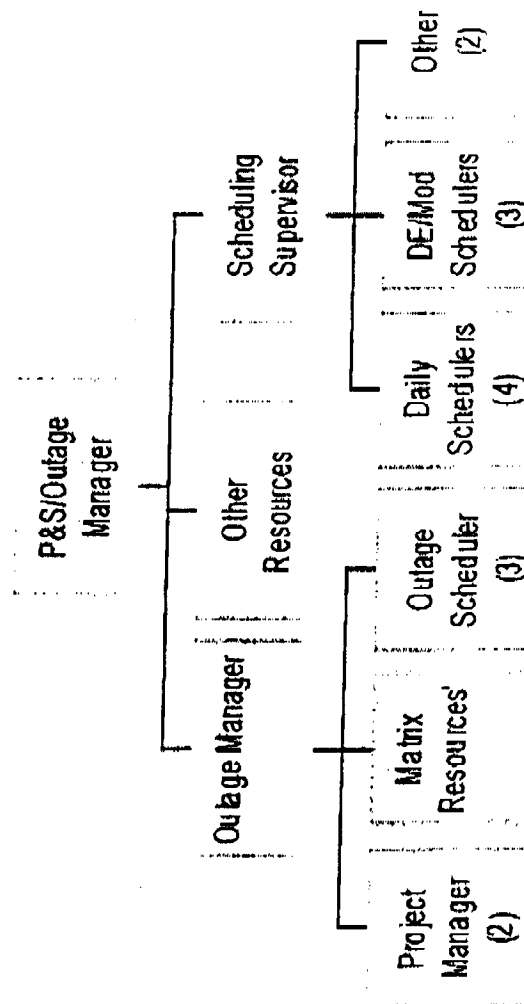 P&S/Outage
Manager
Outage Manager
Other
Resources
Scheduling
Supervisor
Project
Manager
(2)
Matrix
Resources'
Outage
Scheduler
(3)
Daily
Schedulers
(4)
DE/Mod
Schedulers
(3)
Other
(2)